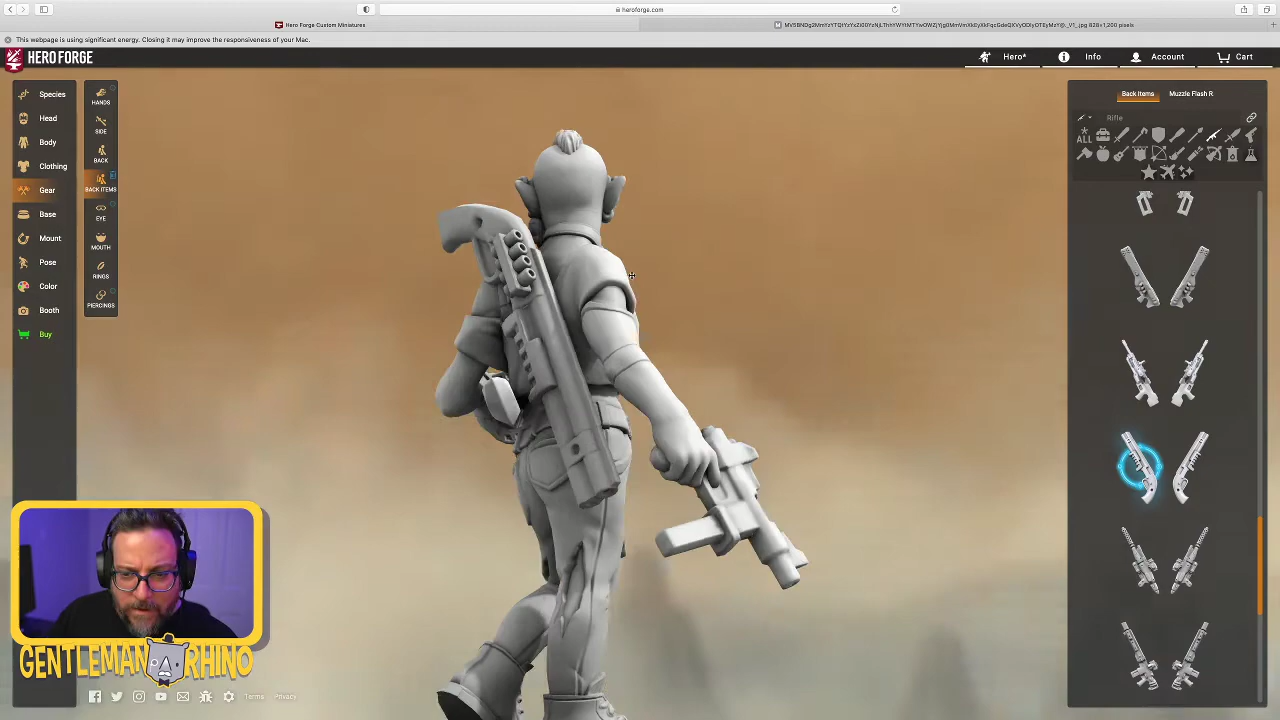 heroforge.com
Hero Forge Custom Miniatures
This webpage is using significant energy. Closing it may improve the responsiveness of your Mac.
HERO FORGE
Hero*
Info
Account
Cart
Species
Head
Body
Clothing
Gear
Base
Mount
Pose
Color
Booth
Buy
HANDS
SIDE
BACK
BACK ITEMS
EYE
MOUTH
RINGS
PIERCINGS
Back Items
Muzzle Flash R
Rifle
ALL
GENTLEMAN RHINO
Terms
Privacy